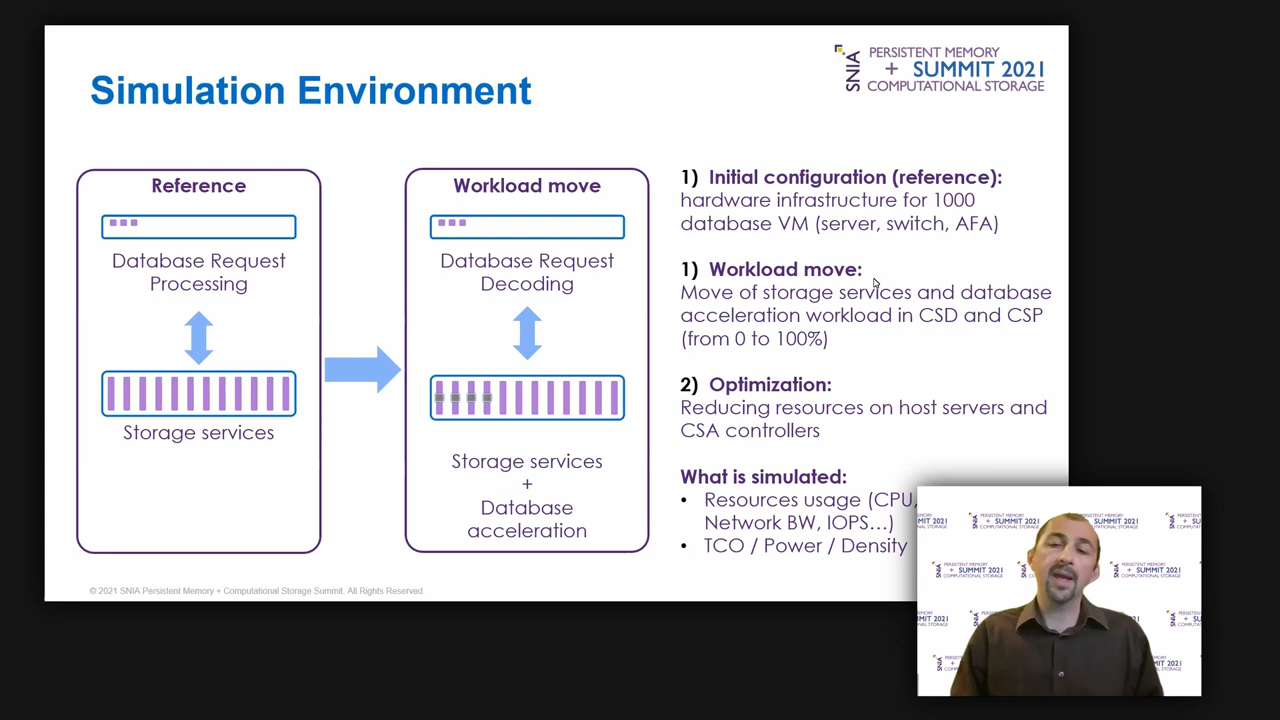 Simulation Environment
SNIA
PERSISTENT MEMORY
+ SUMMIT 2021
COMPUTATIONAL STORAGE
Reference
Database Request
Processing
Storage services
Workload move
Database Request
Decoding
Storage services
+
Database
acceleration
1) Initial configuration (reference):
hardware infrastructure for 1000
database VM (server, switch, AFA)
1) Workload move:
Move of storage services and database
acceleration workload in CSD and CSP
(from 0 to 100%)
2) Optimization:
Reducing resources on host servers and
CSA controllers
What is simulated:
• Resources usage (CPU,
Network BW, IOPS…)
• TCO / Power / Density
© 2021 SNIA Persistent Memory + Computational Storage Summit. All Rights Reserved.